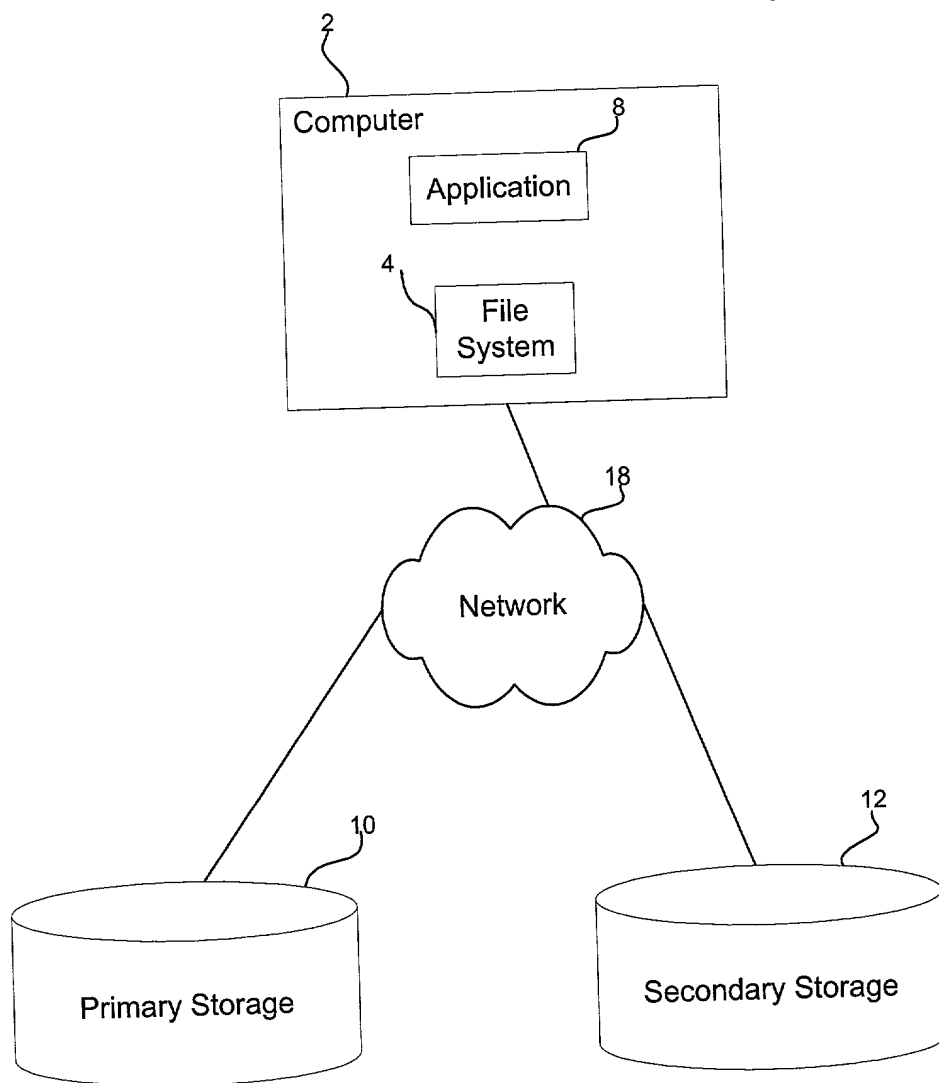 2
Computer
8
Application
4
File
System
18
Network
10
12
Primary Storage
Secondary Storage